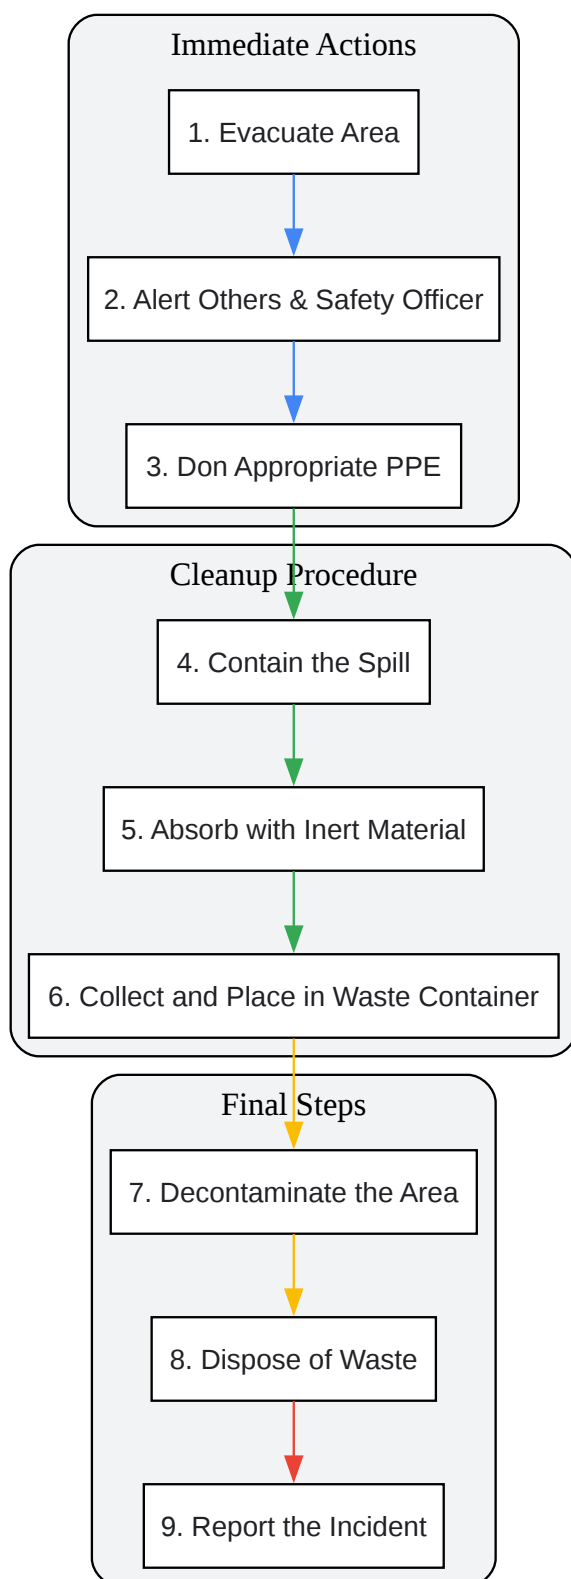 Immediate Actions
1. Evacuate Area
2. Alert Others & Safety Officer
3. Don Appropriate PPE
Cleanup Procedure
4. Contain the Spill
5. Absorb with Inert Material
6. Collect and Place in Waste Container
Final Steps
7. Decontaminate the Area
8. Dispose of Waste
9. Report the Incident